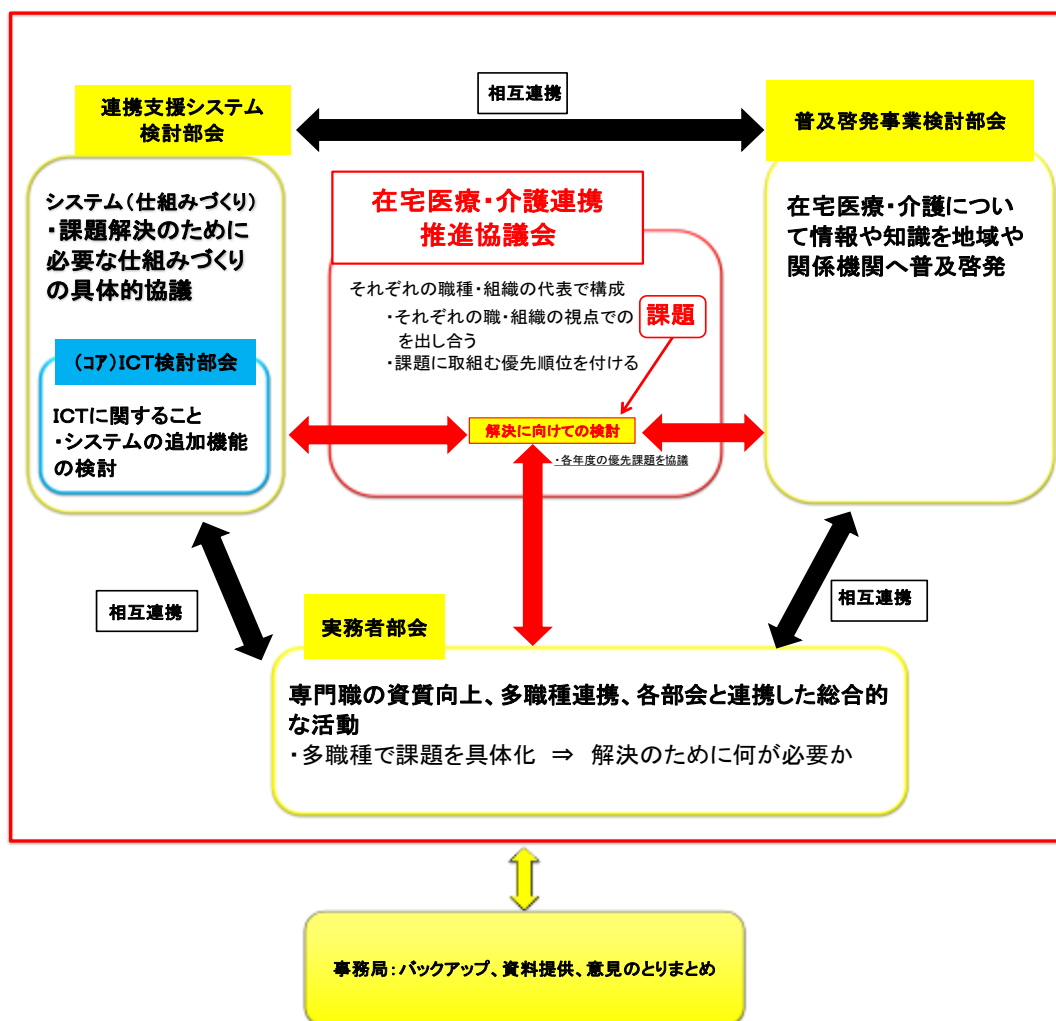 相互連携
連携支援システム
検討部会
普及啓発事業検討部会
システム(仕組みづくり)
・課題解決のために
必要な仕組みづくり
の具体的協議
(コア)ICT検討部会
ICTに関すること
・システムの追加機能
の検討
在宅医療・介護連携
推進協議会
それぞれの職種・組織の代表で構成
・それぞれの職・組織の視点での
を出し合う
・課題に取組む優先順位を付ける
課題
解決に向けての検討
・各年度の優先課題を協議
在宅医療・介護につい
て情報や知識を地域や
関係機関へ普及啓発
相互連携
相互連携
実務者部会
専門職の資質向上、多職種連携、各部会と連携した総合的
な活動
・多職種で課題を具体化 ⇒ 解決のために何が必要か
事務局:バックアップ、資料提供、意見のとりまとめ